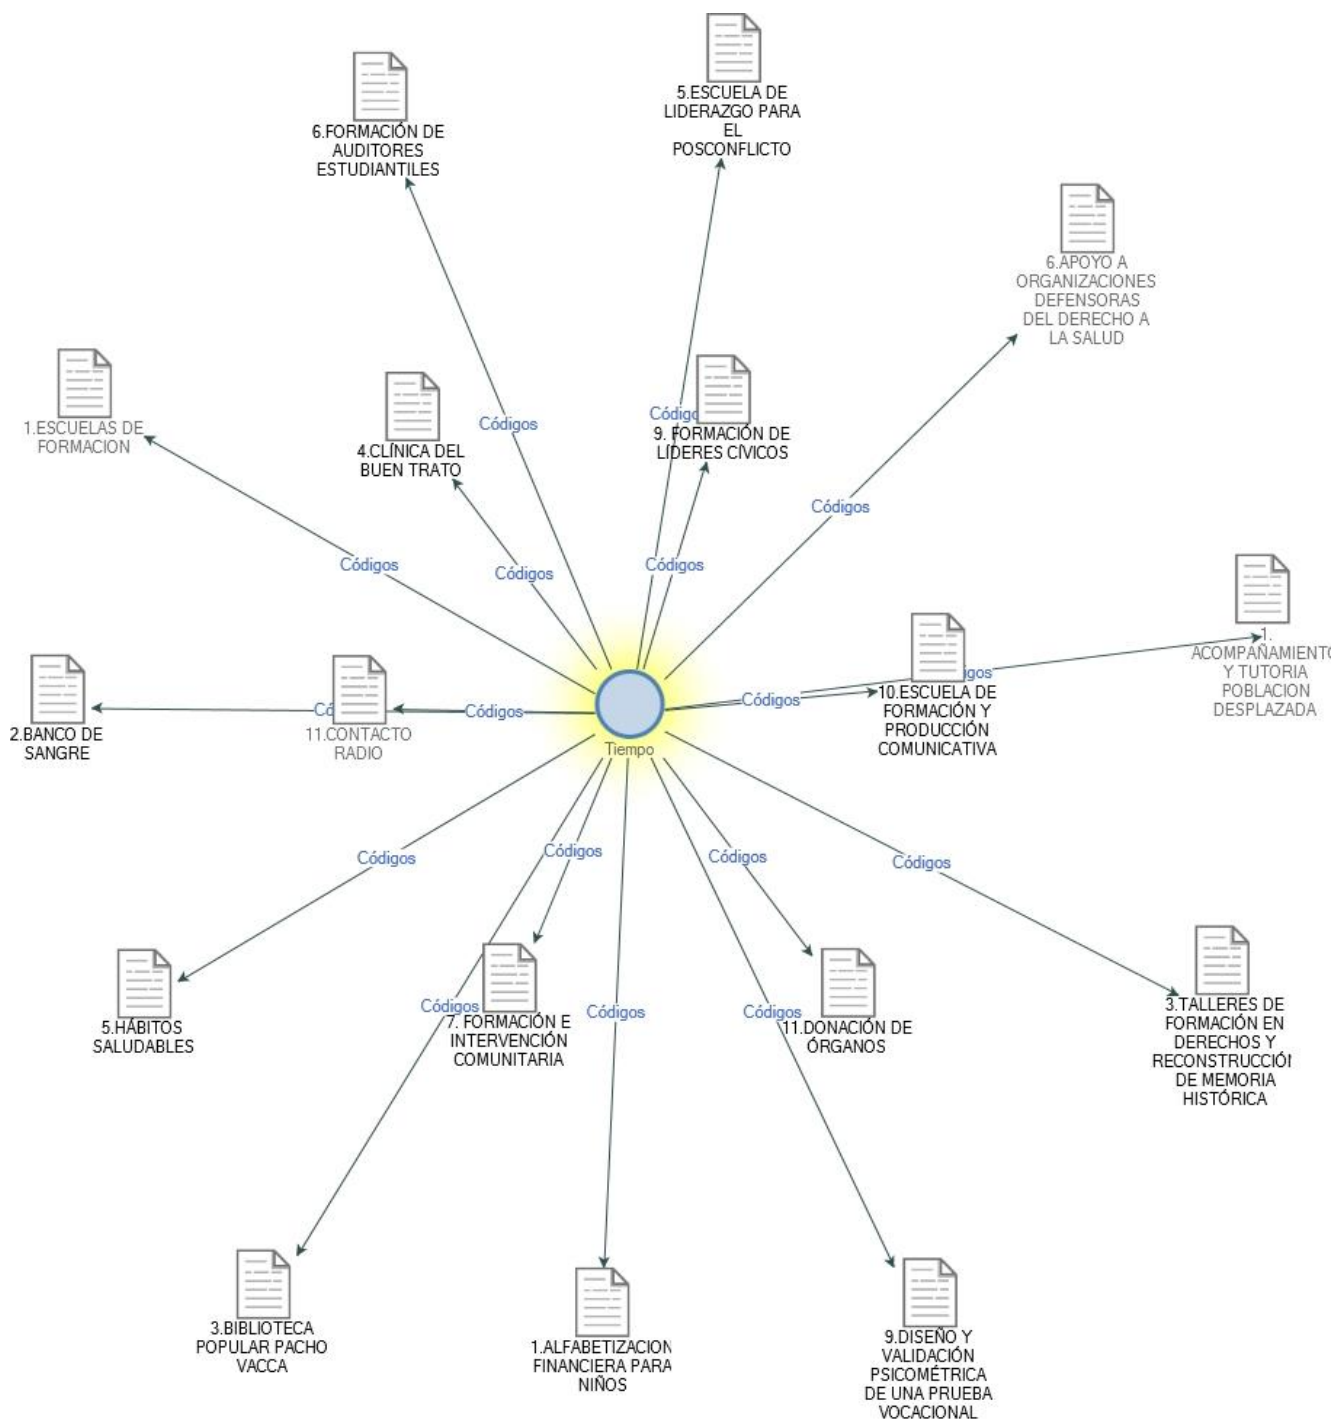 5.ESCUELA DE
LIDERAZGO PARA
EL
POSCONFLICTO
6.FORMACIÓN DE
AUDITORES
ESTUDIANTILES
6.APOYO A
ORGANIZACIONES
DEFENSORAS
DEL DERECHO A
LA SALUD
1.ESCUELAS DE
FORMACION
4.CLÍNICA DEL
BUEN TRATO
Códigos
Códigos
9. FORMACIÓN DE
LÍDERES CÍVICOS
Códigos
Códigos
Códigos
Códigos
1.
ACOMPAÑAMIENTO
Y TUTORIA
POBLACION
DESPLAZADA
Códigos
Códigos
10.ESCUELA DE
FORMACIÓN Y
PRODUCCIÓN
COMUNICATIVA
2.BANCO DE
SANGRE
Có
11.CONTACTO
RADIO
Códigos
Tiempo
Códigos
Códigos
Códigos
Códigos
5.HÁBITOS
SALUDABLES
Códigos
7. FORMACIÓN E
INTERVENCIÓN
COMUNITARIA
Códigos
Códigos
11.DONACIÓN DE
ÓRGANOS
3.TALLERES DE
FORMACIÓN EN
DERECHOS Y
RECONSTRUCCIÓN
DE MEMORIA
HISTÓRICA
3.BIBLIOTECA
POPULAR PACHO
VACCA
1.ALFABETIZACION
FINANCIERA PARA
NIÑOS
9.DISEÑO Y
VALIDACIÓN
PSICOMÉTRICA
DE UNA PRUEBA
VOCACIONAL